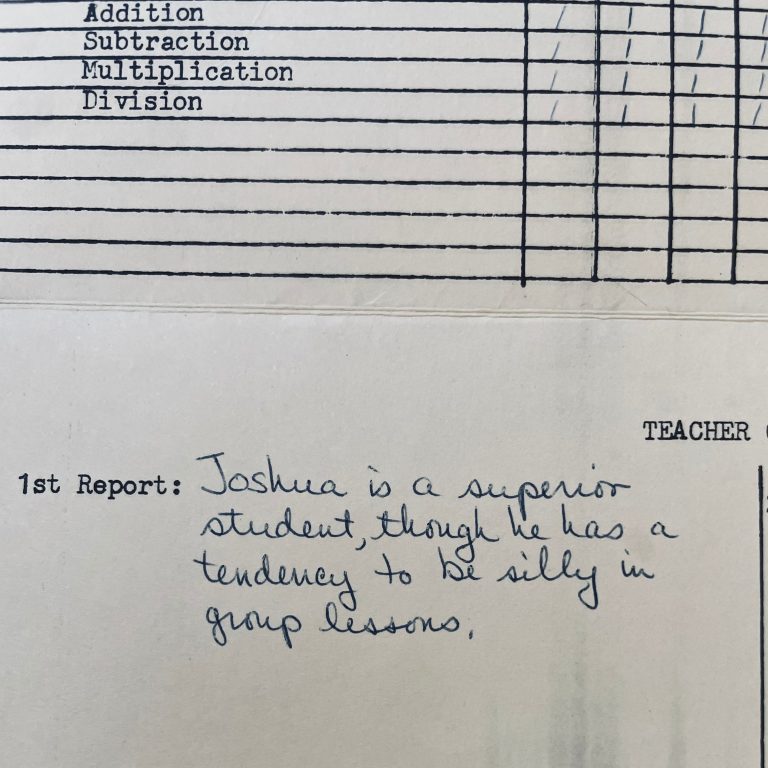 Addition / / / /
Subtraction / / / /
Multiplication / / / /
Division / / / /
TEACHER
1st Report: Joshua is a superior
student, though he has a
tendency to be silly in
group lessons.